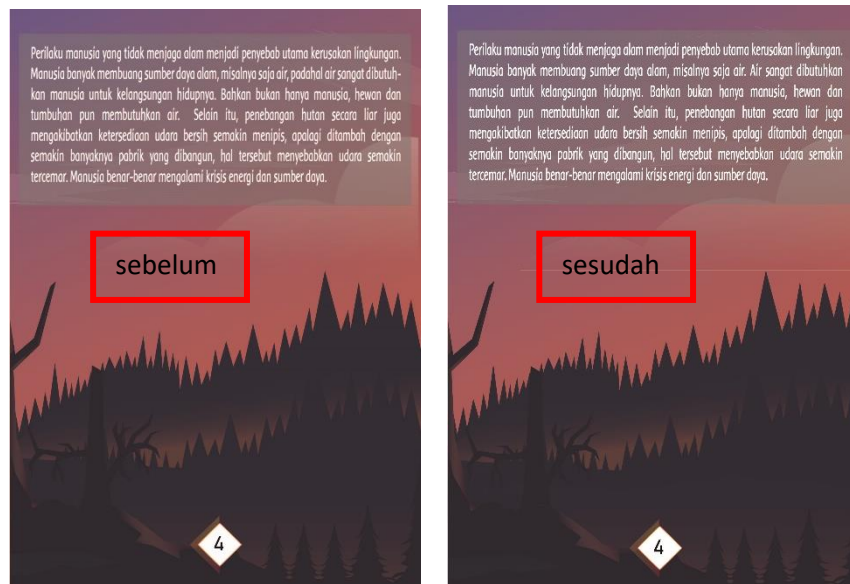 Perilaku manusia yang tidak menjaga alam menjadi penyebab utama kerusakan lingkungan.
Manusia banyak membuang sumber daya alam, misalnya saja air, padahal air sangat dibutuh-
kan manusia untuk kelangsungan hidupnya. Bahkan bukan hanya manusia, hewan dan
tumbuhan pun membutuhkan air. Selain itu, penebangan hutan secara liar juga
mengakibatkan ketersediaan udara bersih semakin menipis, apalagi ditambah dengan
semakin banyaknya pabrik yang dibangun, hal tersebut menyebabkan udara semakin
tercemar. Manusia benar-benar mengalami krisis energi dan sumber daya.
sebelum
4
Perilaku manusia yang tidak menjaga alam menjadi penyebab utama kerusakan lingkungan.
Manusia banyak membuang sumber daya alam, misalnya saja air. Air sangat dibutuhkan
manusia untuk kelangsungan hidupnya. Bahkan bukan hanya manusia, hewan dan
tumbuhan pun membutuhkan air. Selain itu, penebangan hutan secara liar juga
mengakibatkan ketersediaan udara bersih semakin menipis, apalagi ditambah dengan
semakin banyaknya pabrik yang dibangun, hal tersebut menyebabkan udara semakin
tercemar. Manusia benar-benar mengalami krisis energi dan sumber daya.
sesudah
4